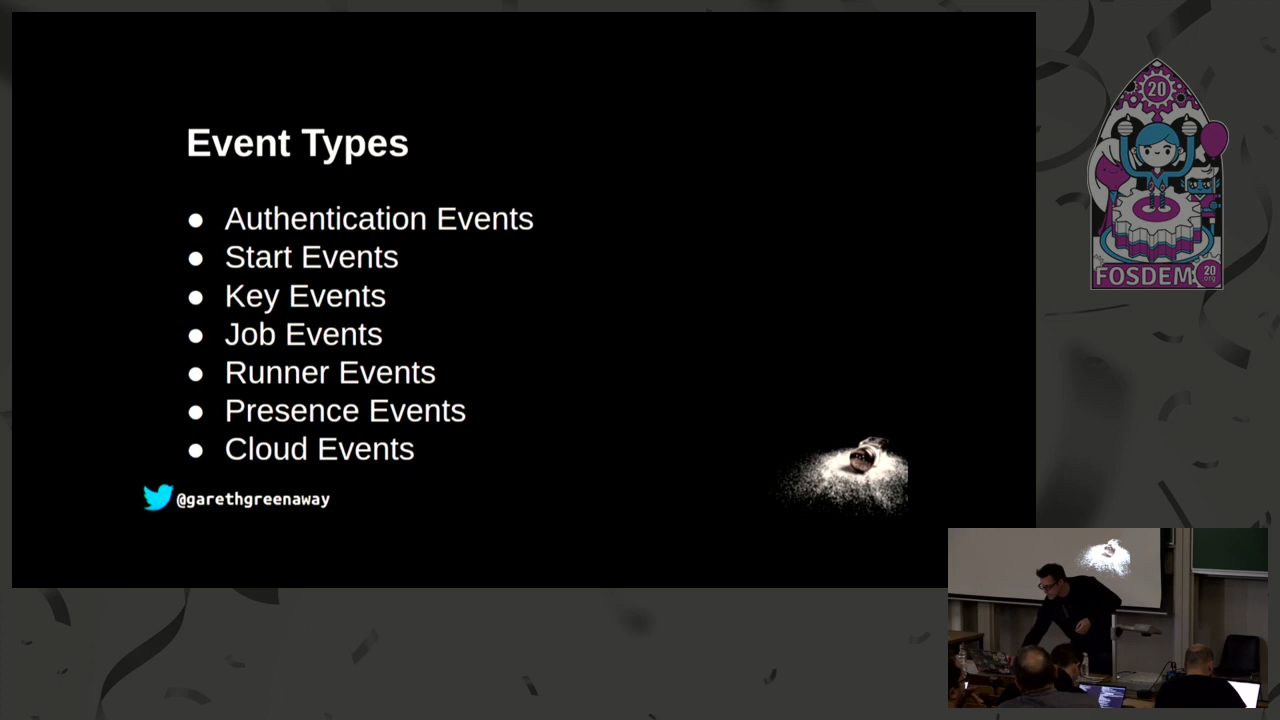 Event Types
● Authentication Events
● Start Events
● Key Events
● Job Events
● Runner Events
● Presence Events
● Cloud Events
@garethgreenaway
20
FOSDEM
20
.org